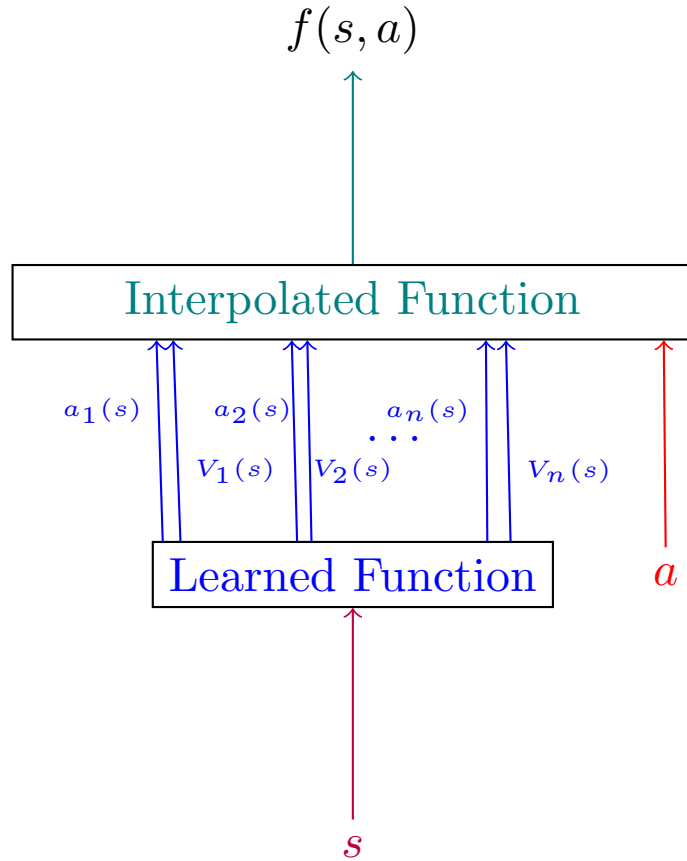 f(s, a)
Interpolated Function
a₁(s) a₂(s) aₙ(s)
...
V₁(s) V₂(s) Vₙ(s)
Learned Function
a
s